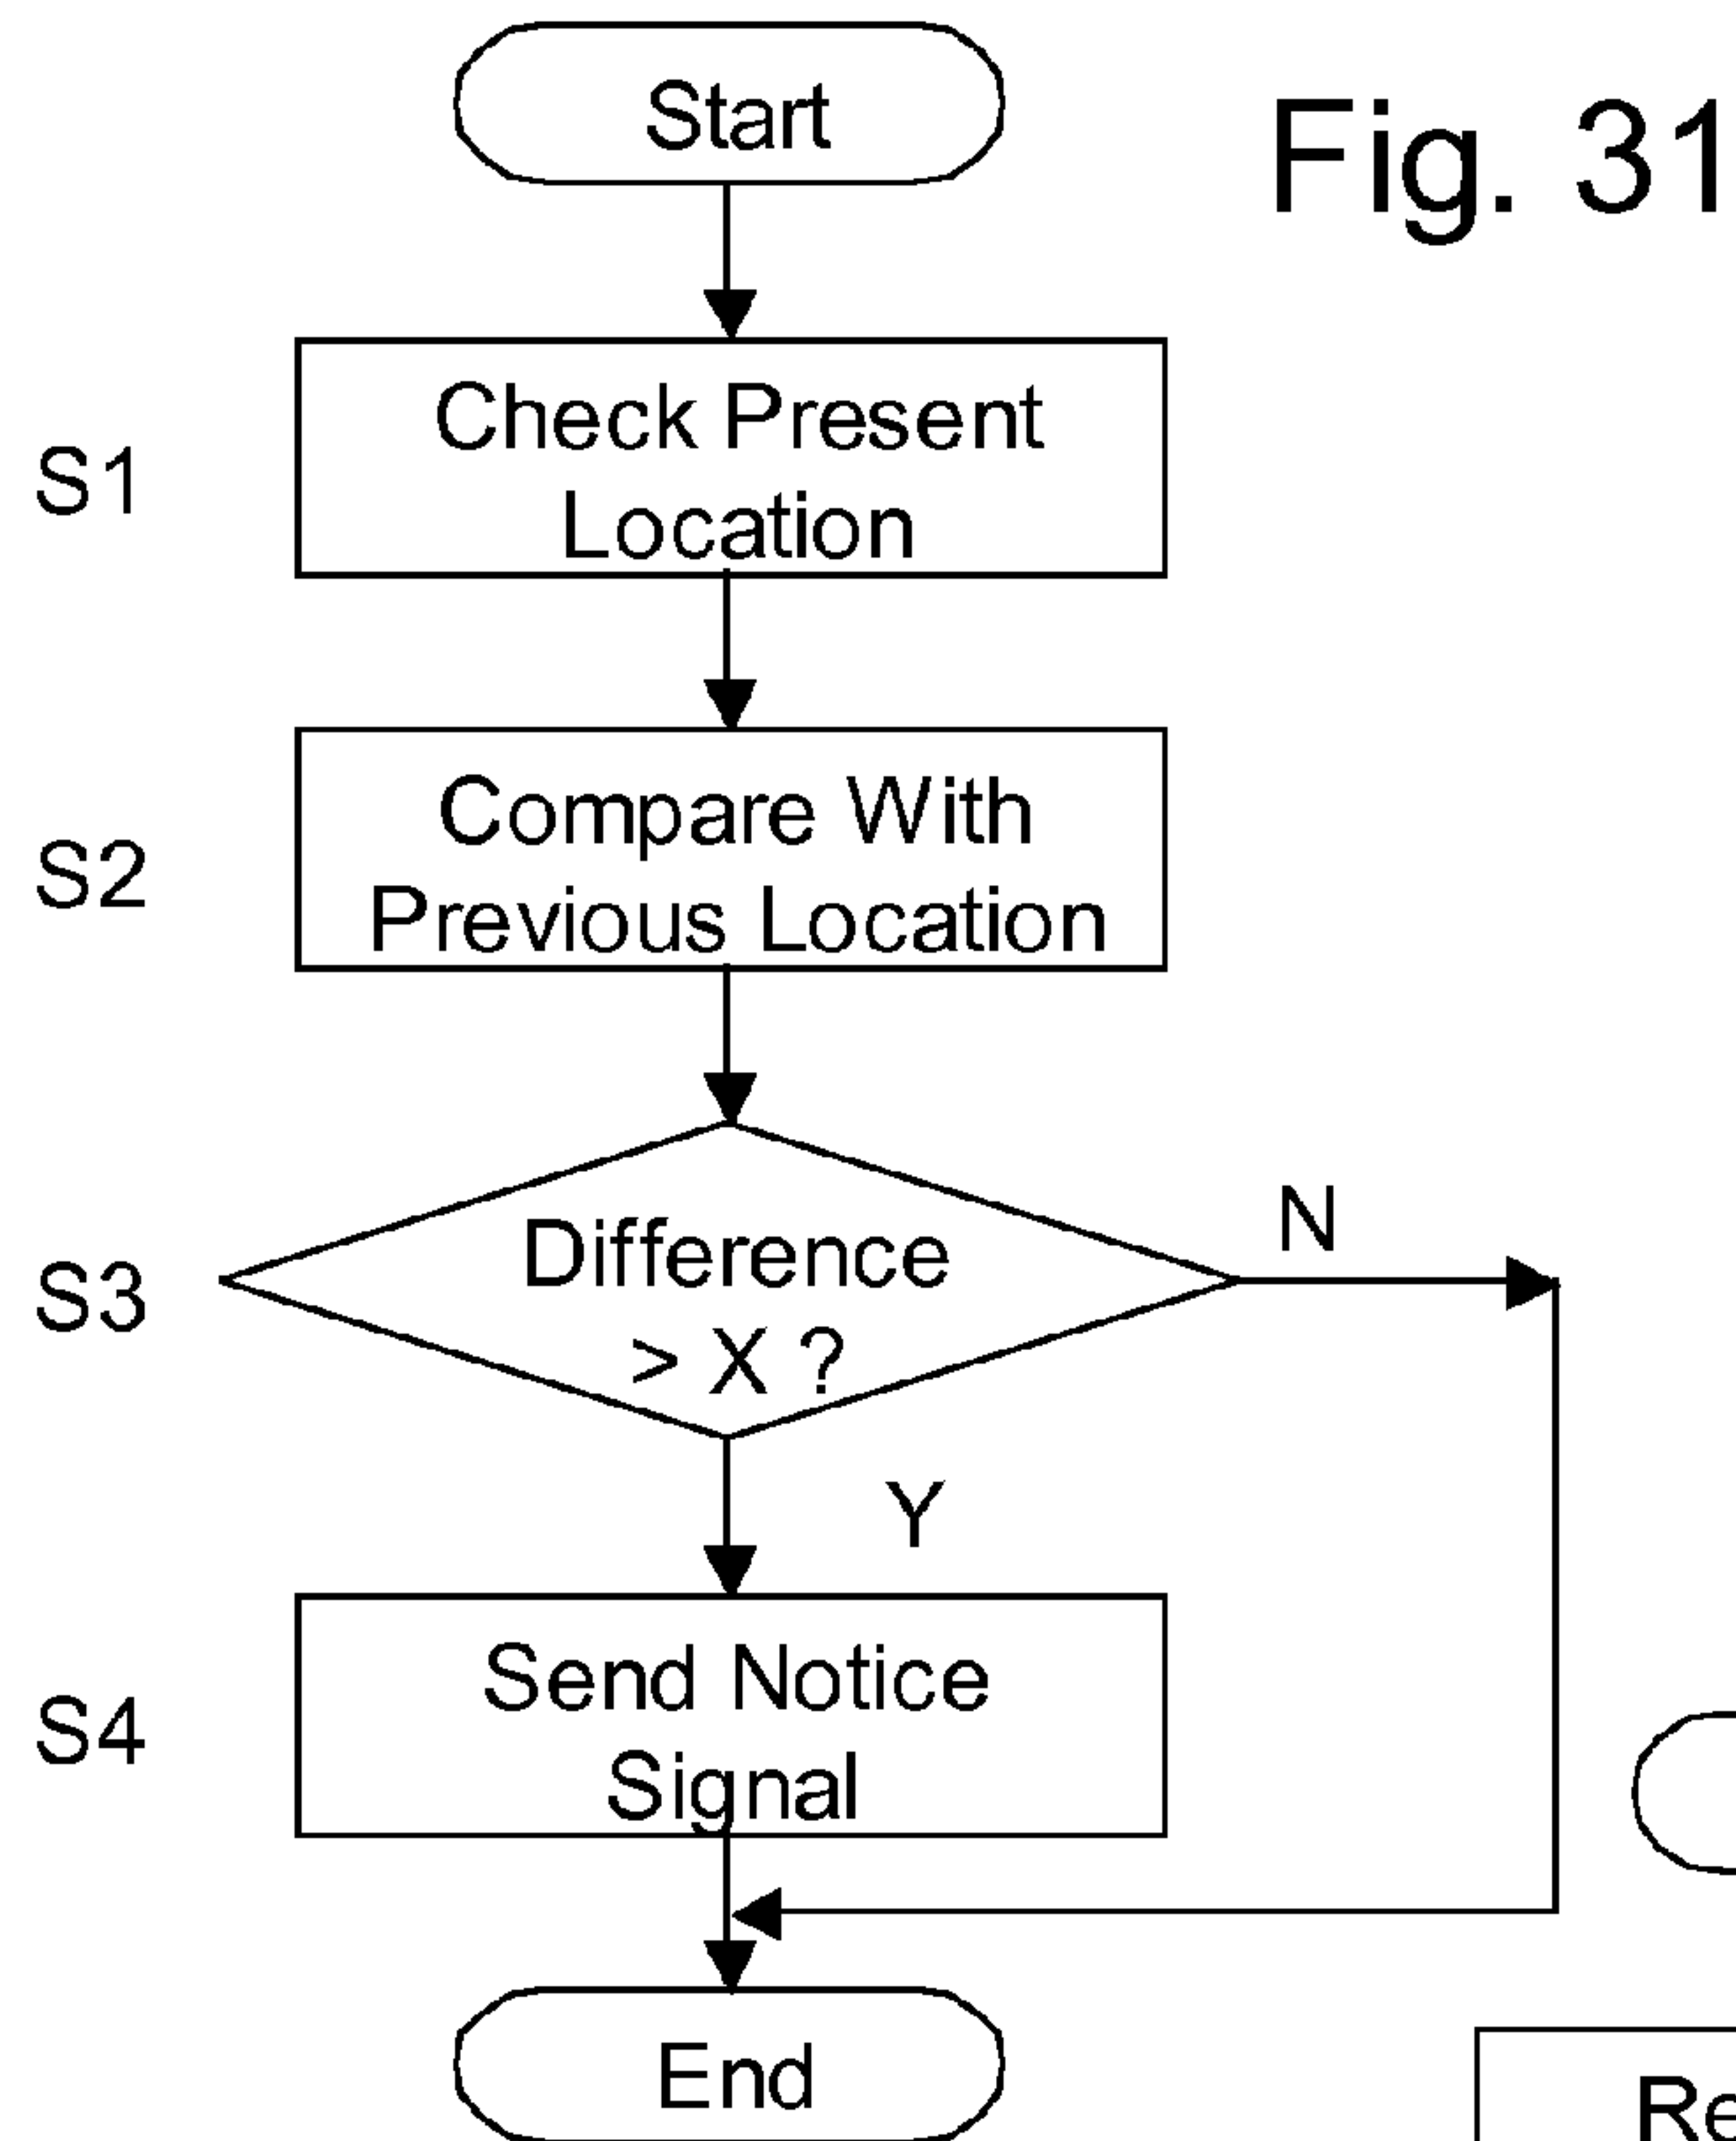 Start
Fig. 31
S1
Check Present
Location
S2
Compare With
Previous Location
S3
Difference
> X ?
N
Y
S4
Send Notice
Signal
End